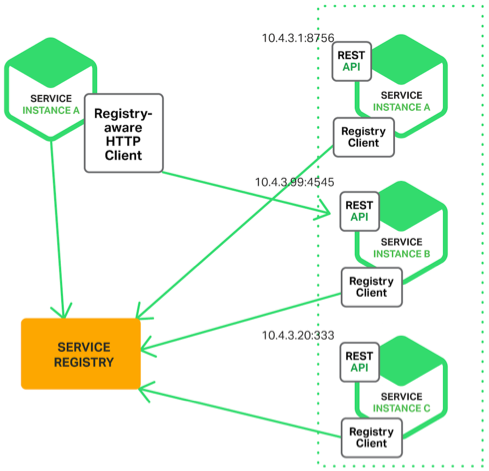 10.4.3.1:8756
REST
API
SERVICE
INSTANCE A
Registry
Client
SERVICE
INSTANCE A
Registry-
aware
HTTP
Client
10.4.3.99:4545
REST
API
SERVICE
INSTANCE B
Registry
Client
SERVICE
REGISTRY
10.4.3.20:333
REST
API
SERVICE
INSTANCE C
Registry
Client